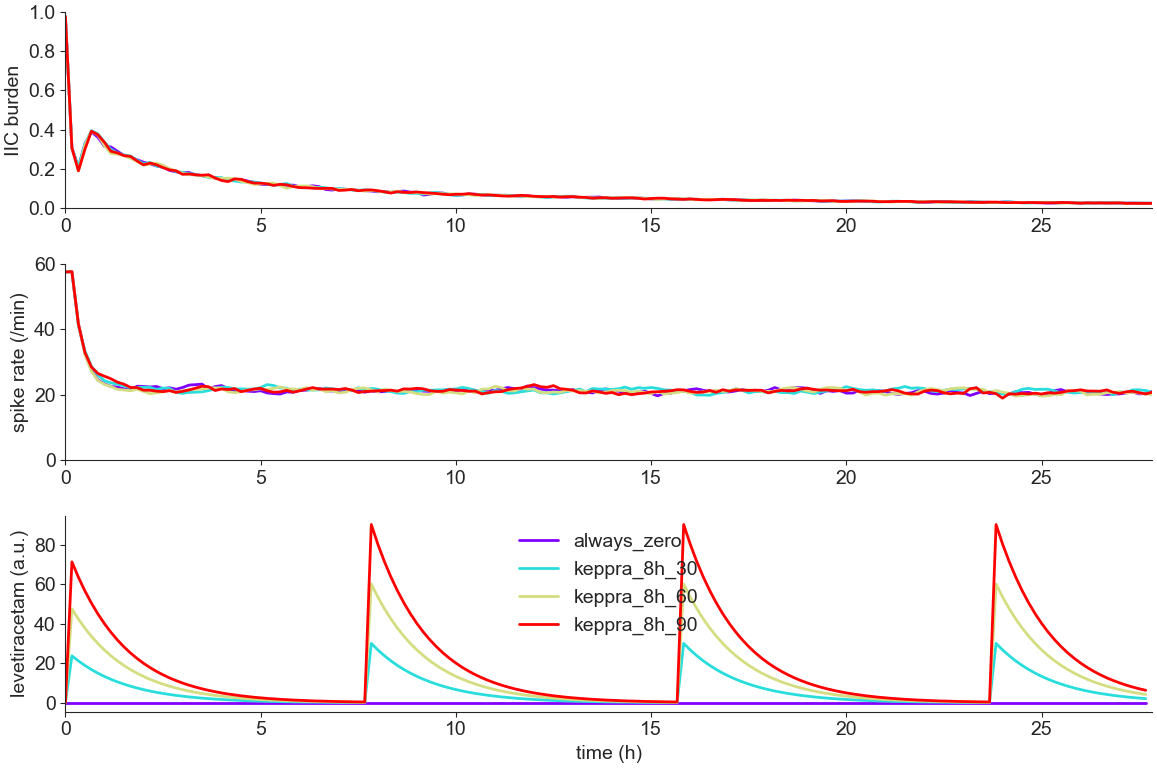 IIC burden
1.0
0.8
0.6
0.4
0.2
0.0
0 5 10 15 20 25
spike rate (/min)
60
40
20
0
0 5 10 15 20 25
levetiracetam (a.u.)
80
60
40
20
0
always_zero
keppra_8h_30
keppra_8h_60
keppra_8h_90
0 5 10 15 20 25
time (h)